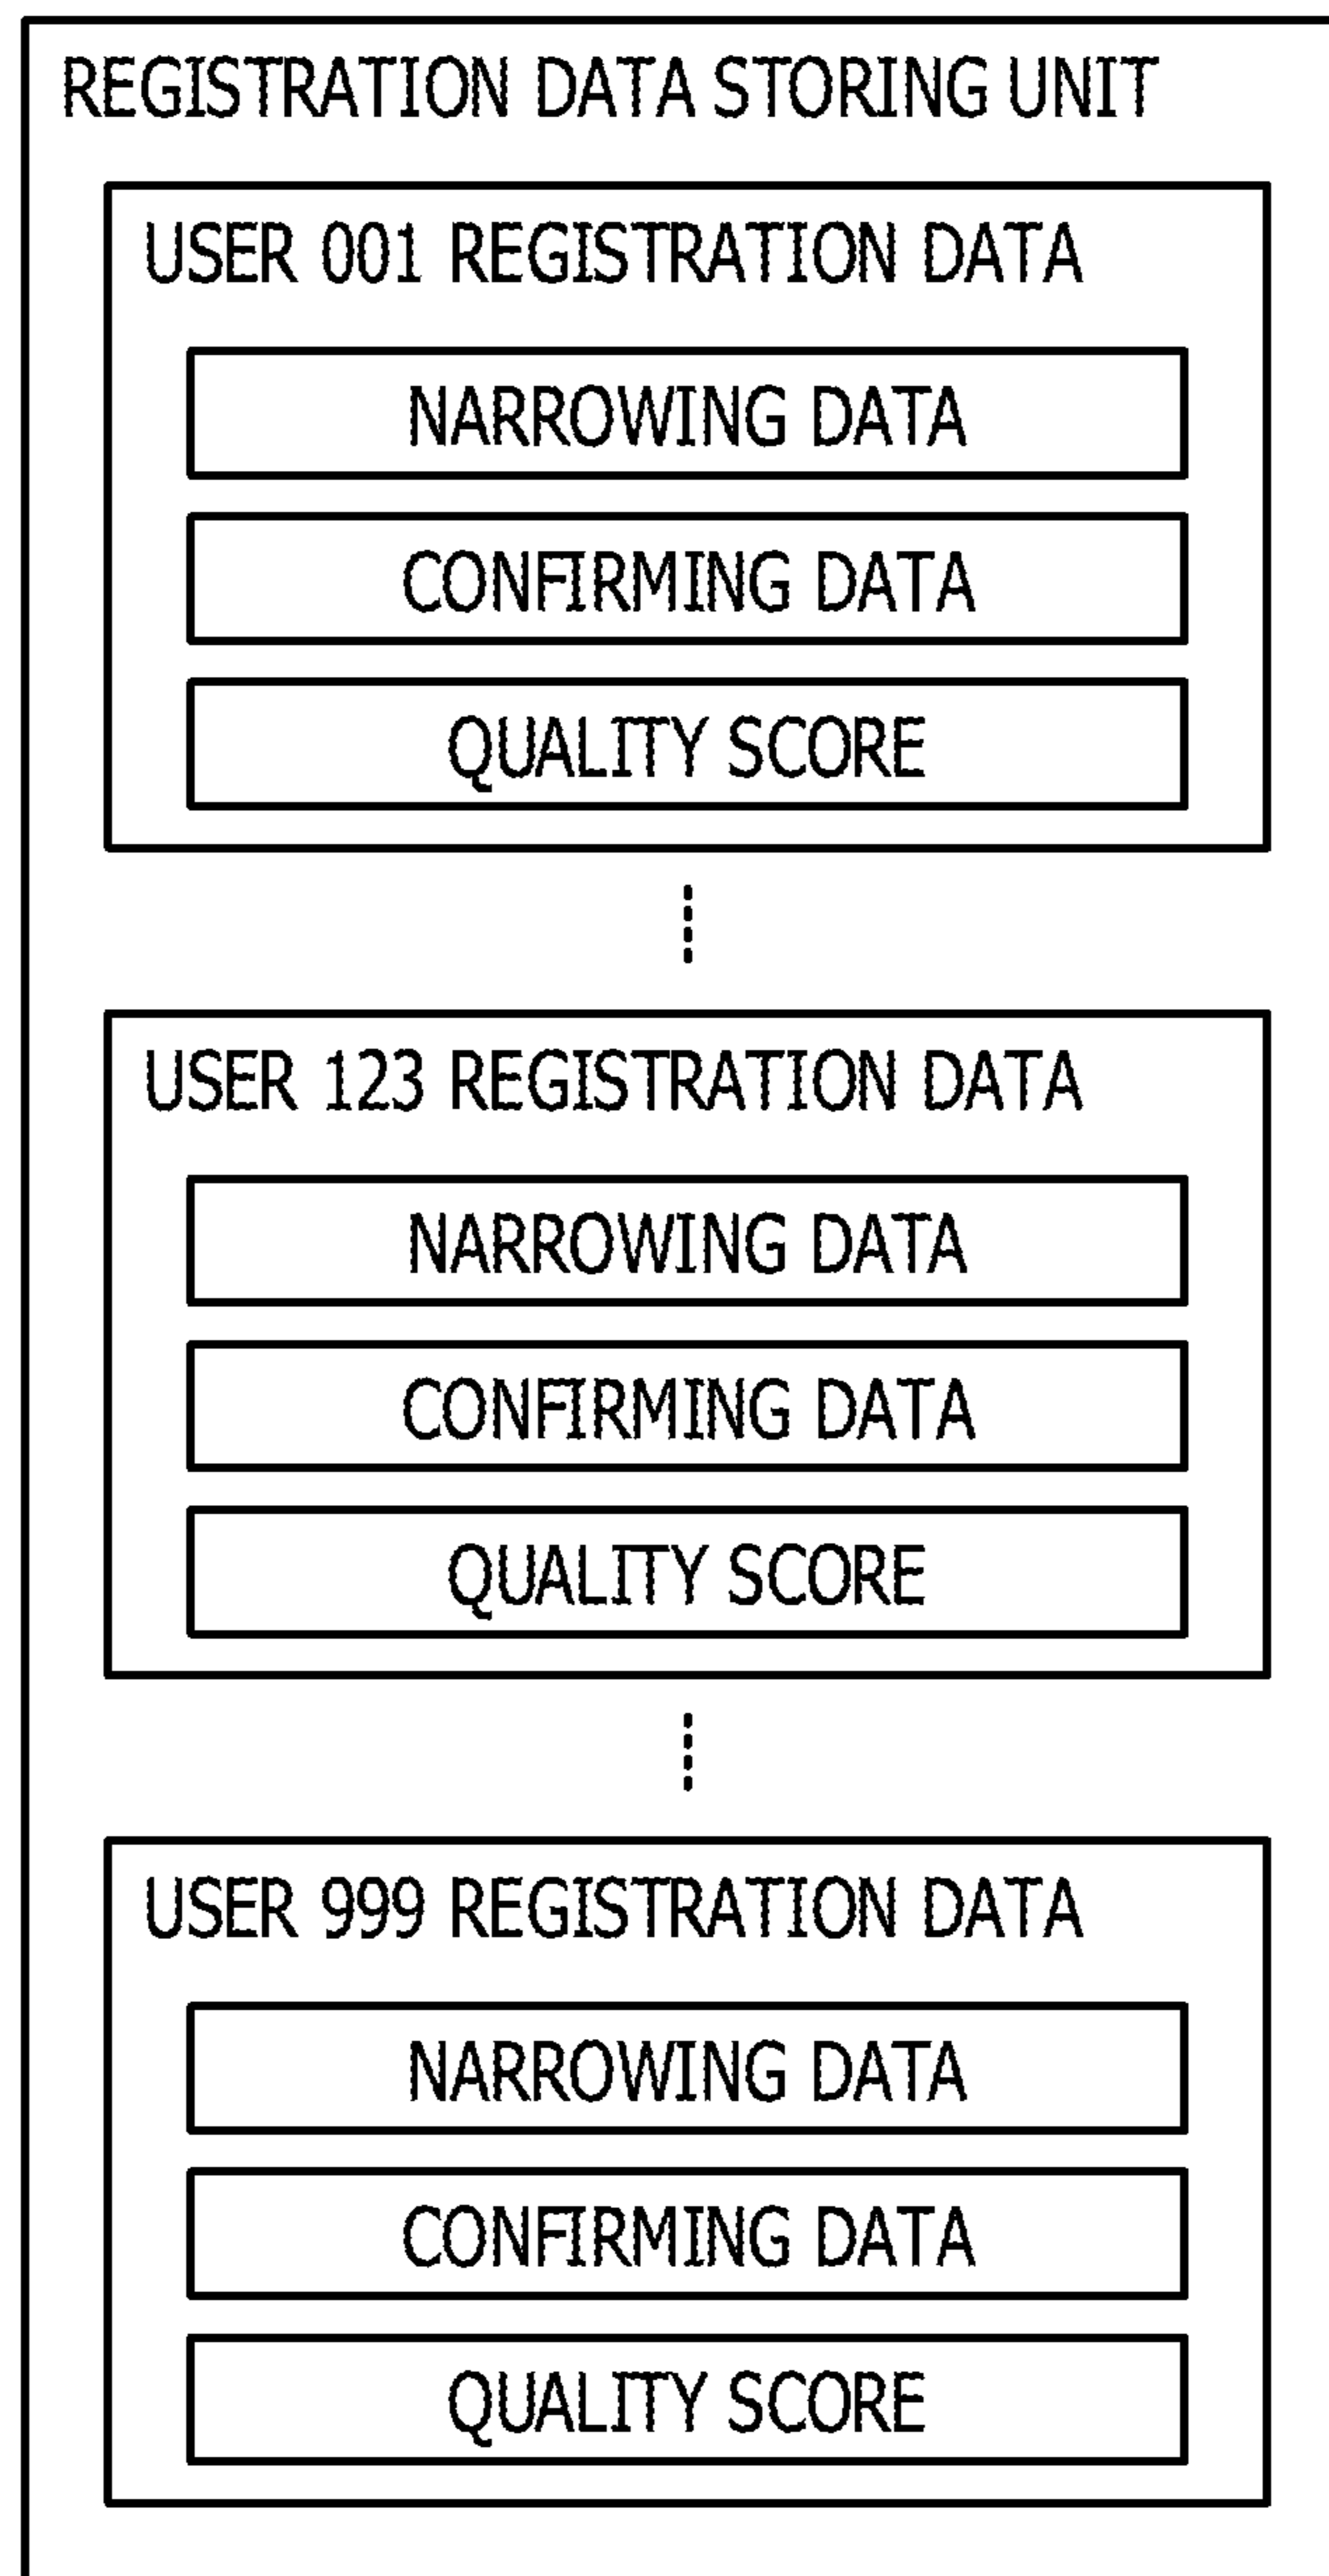 REGISTRATION DATA STORING UNIT
USER 001 REGISTRATION DATA
NARROWING DATA
CONFIRMING DATA
QUALITY SCORE
USER 123 REGISTRATION DATA
NARROWING DATA
CONFIRMING DATA
QUALITY SCORE
USER 999 REGISTRATION DATA
NARROWING DATA
CONFIRMING DATA
QUALITY SCORE